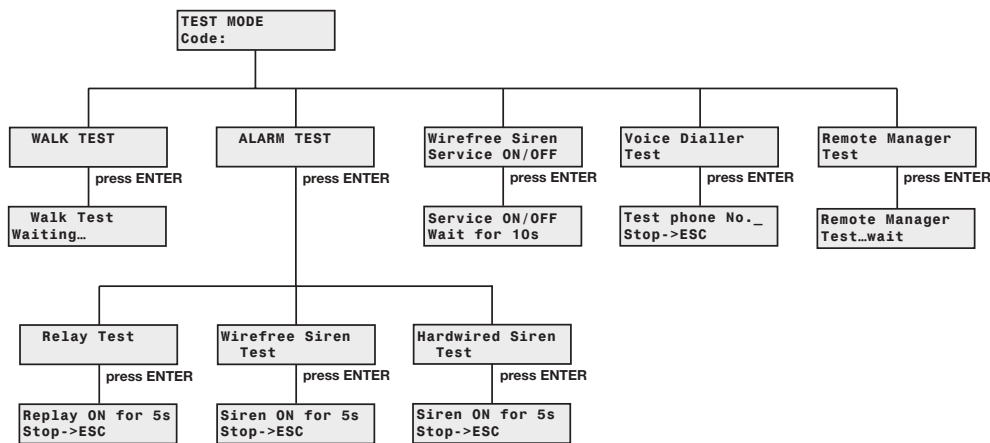 TEST MODE
Code:
WALK TEST
ALARM TEST
Wirefree Siren
Service ON/OFF
Voice Dialler
Test
Remote Manager
Test
press ENTER
press ENTER
press ENTER
press ENTER
press ENTER
Walk Test
Waiting…
Service ON/OFF
Wait for 10s
Test phone No._
Stop->ESC
Remote Manager
Test…wait
Relay Test
Wirefree Siren
Test
Hardwired Siren
Test
press ENTER
press ENTER
press ENTER
Replay ON for 5s
Stop->ESC
Siren ON for 5s
Stop->ESC
Siren ON for 5s
Stop->ESC